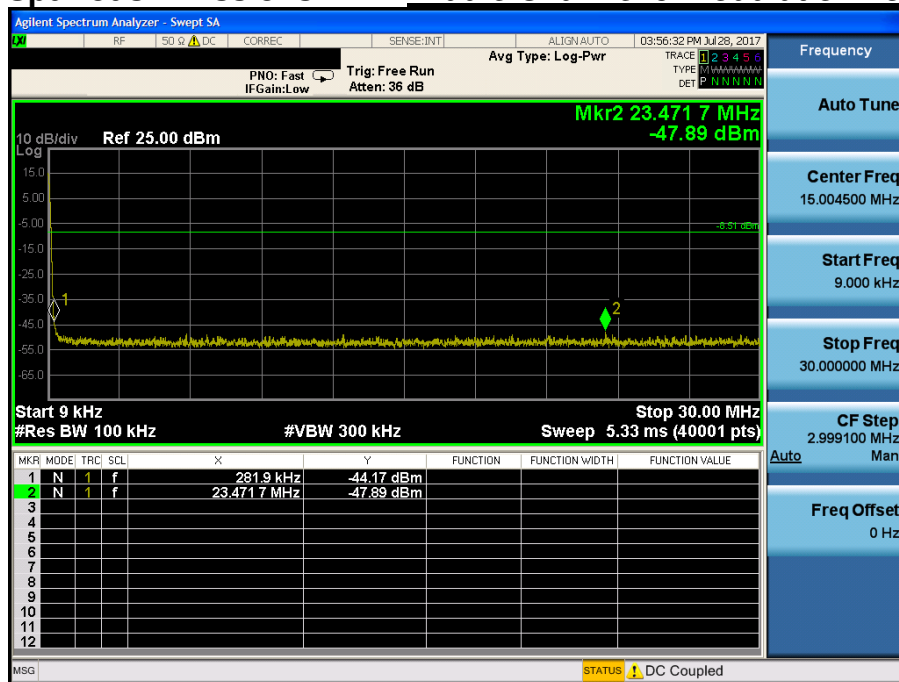 Agilent Spectrum Analyzer - Swept SA
LXI RF 50 Ω DC CORREC SENSE:INT ALIGN AUTO 03:56:32 PM Jul 28, 2017
Avg Type: Log-Pwr
TRACE 1 2 3 4 5 6
TYPE M
DET P N N N N N
PNO: Fast
IFGain:Low
Trig: Free Run
Atten: 36 dB
Mkr2 23.471 7 MHz
-47.89 dBm
10 dB/div Ref 25.00 dBm
Log
15.0
5.00
-5.00
-8.51 dBm
-15.0
-25.0
-35.0
1
2
-45.0
-55.0
-65.0
Start 9 kHz Stop 30.00 MHz
#Res BW 100 kHz #VBW 300 kHz Sweep 5.33 ms (40001 pts)
MKR MODE TRC SCL X Y FUNCTION FUNCTION WIDTH FUNCTION VALUE
1 N 1 f 281.9 kHz -44.17 dBm
2 N 1 f 23.471 7 MHz -47.89 dBm
3
4
5
6
7
8
9
10
11
12
MSG STATUS DC Coupled
Frequency
Auto Tune
Center Freq
15.004500 MHz
Start Freq
9.000 kHz
Stop Freq
30.000000 MHz
CF Step
2.999100 MHz
Auto Man
Freq Offset
0 Hz